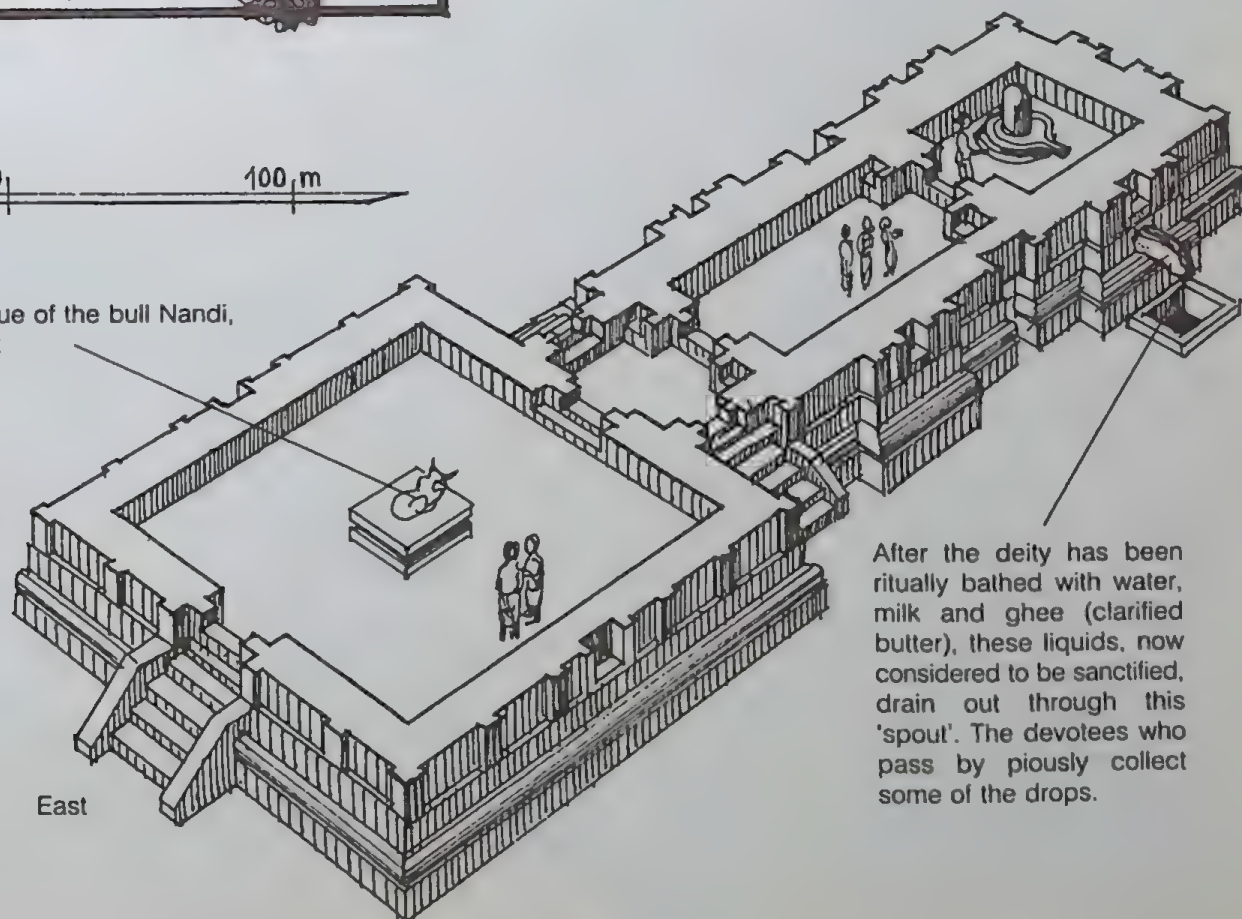 100 m
ue of the bull Nandi,
East
After the deity has been
ritually bathed with water,
milk and ghee (clarified
butter), these liquids, now
considered to be sanctified,
drain out through this
'spout'. The devotees who
pass by piously collect
some of the drops.